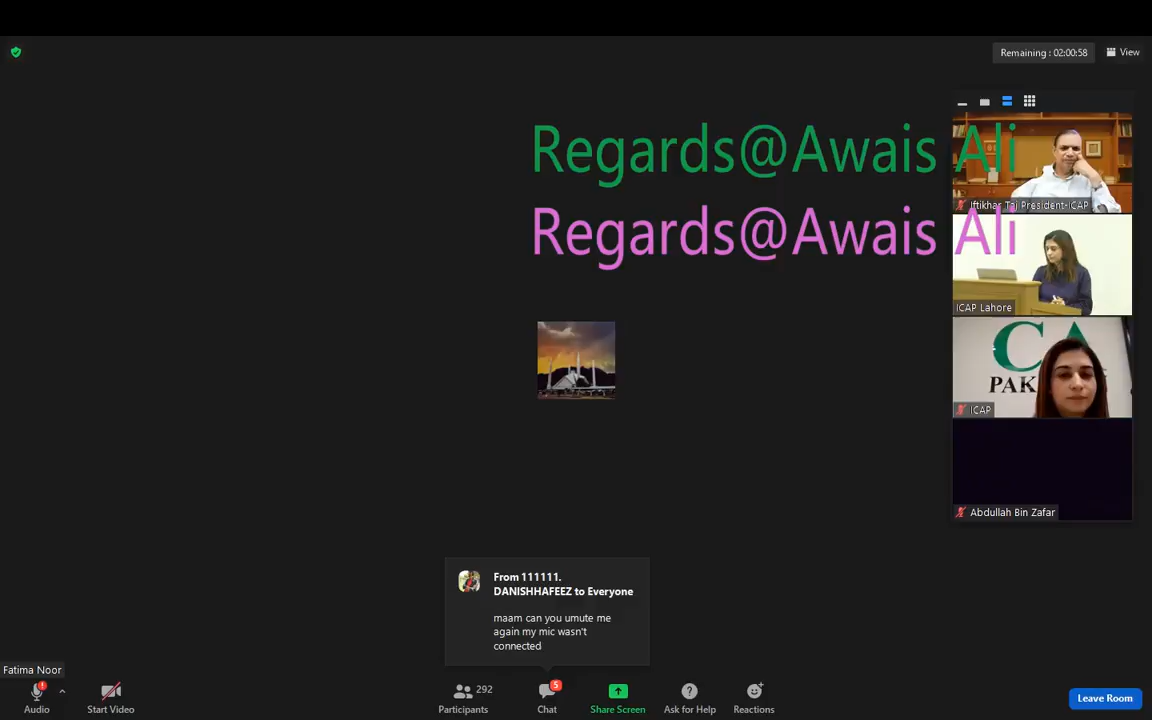 Remaining : 02:00:58
View
Regards@Awais Ali
Iftikhar Taj President-ICAP
Regards@Awais Ali
ICAP Lahore
CA
PAK
ICAP
Abdullah Bin Zafar
From 111111.
DANISHHAFEEZ to Everyone
maam can you umute me
again my mic wasn't
connected
Fatima Noor
Audio
Start Video
292
Participants
5
Chat
Share Screen
Ask for Help
Reactions
Leave Room